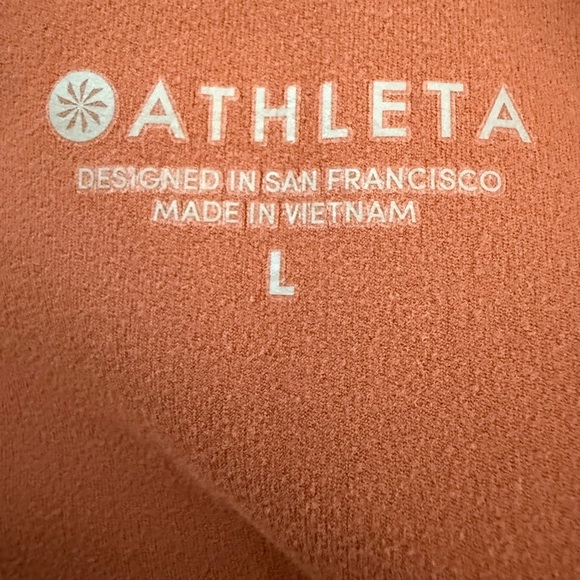 ATHLETA
DESIGNED IN SAN FRANCISCO
MADE IN VIETNAM
L